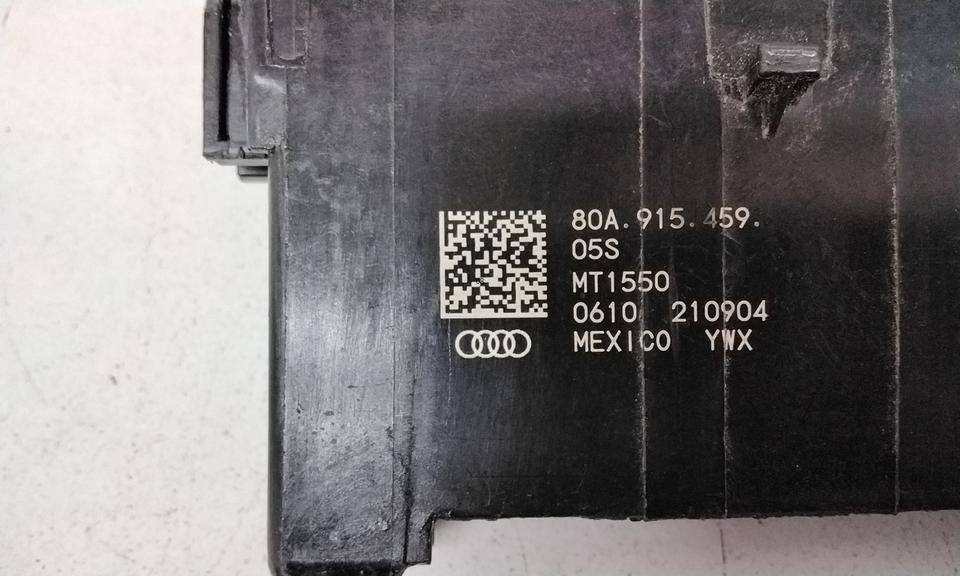 80A.915.459.
05S
MT1550
0610 210904
MEXICO YWX